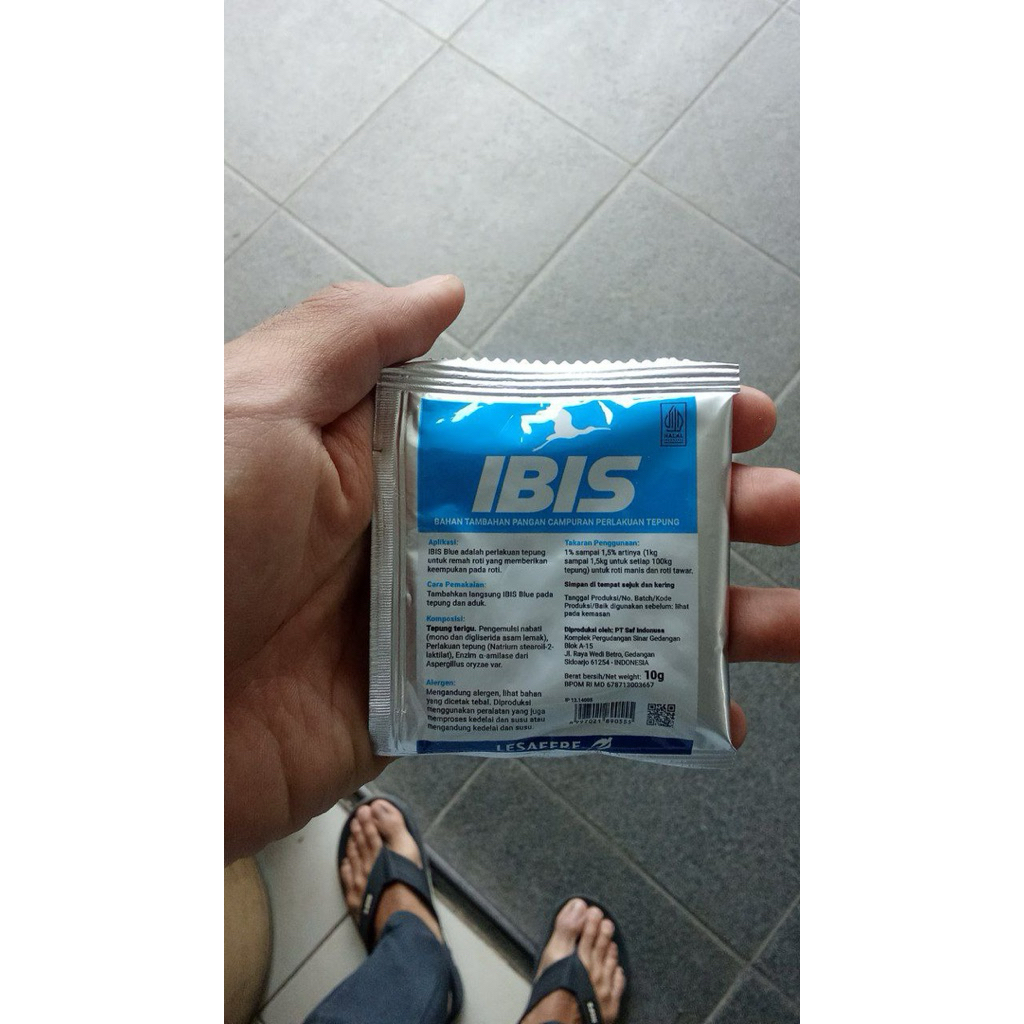 HALAL
IBIS
BAHAN TAMBAHAN PANGAN CAMPURAN PERLAKUAN TEPUNG
Aplikasi:
IBIS Blue adalah perlakuan tepung
untuk remah roti yang memberikan
keempukan pada roti.
Cara Pemakaian:
Tambahkan langsung IBIS Blue pada
tepung dan aduk.
Komposisi:
Tepung terigu. Pengemulsi nabati
(mono dan digliserida asam lemak),
Perlakuan tepung (Natrium stearoil-2-
laktilat), Enzim α-amilase dari
Aspergillus oryzae var.
Alergen:
Mengandung alergen, lihat bahan
yang dicetak tebal. Diproduksi
menggunakan peralatan yang juga
memproses kedelai dan susu atau
mengandung kedelai dan susu
Takaran Penggunaan:
1% sampai 1,5% artinya (1kg
sampai 1,5kg untuk setiap 100kg
tepung) untuk roti manis dan roti tawar.
Simpan di tempat sejuk dan kering
Tanggal Produksi/No. Batch/Kode
Produksi/Baik digunakan sebelum: lihat
pada kemasan
Diproduksi oleh: PT Saf Indonusa
Komplek Pergudangan Sinar Gedangan
Blok A-15
Jl. Raya Wedi Betro, Gedangan
Sidoarjo 61254 - INDONESIA
Berat bersih/Net weight: 10g
BPOM RI MD 678713003657
LESAFFRE